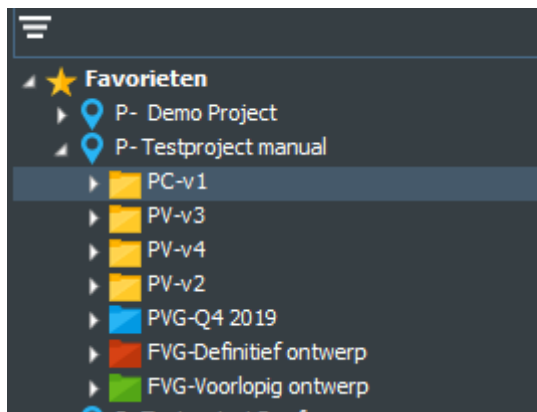 Favorieten
P- Demo Project
P- Testproject manual
PC-v1
PV-v3
PV-v4
PV-v2
PVG-Q4 2019
FVG-Definitief ontwerp
FVG-Voorlopig ontwerp